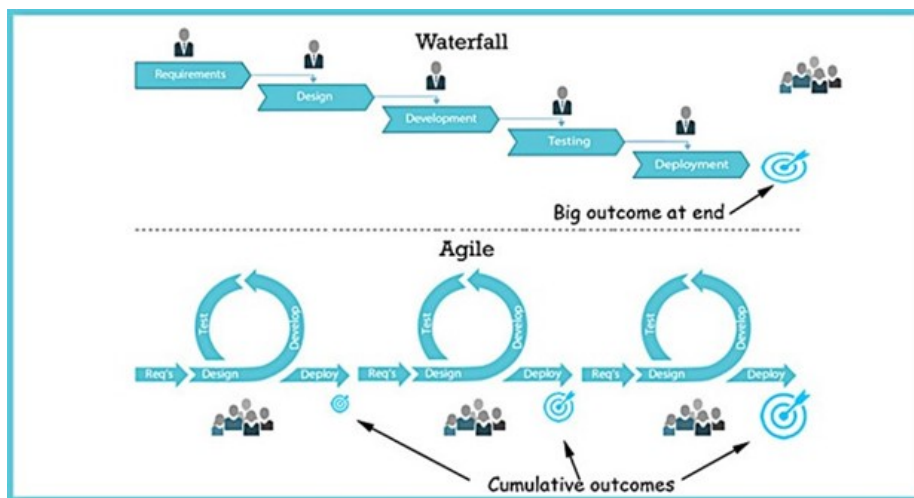 Waterfall
Requirements
Design
Development
Testing
Deployment
Big outcome at end
Agile
Test
Develop
Req's
Design
Deploy
Test
Develop
Req's
Design
Deploy
Test
Develop
Req's
Design
Deploy
Cumulative outcomes